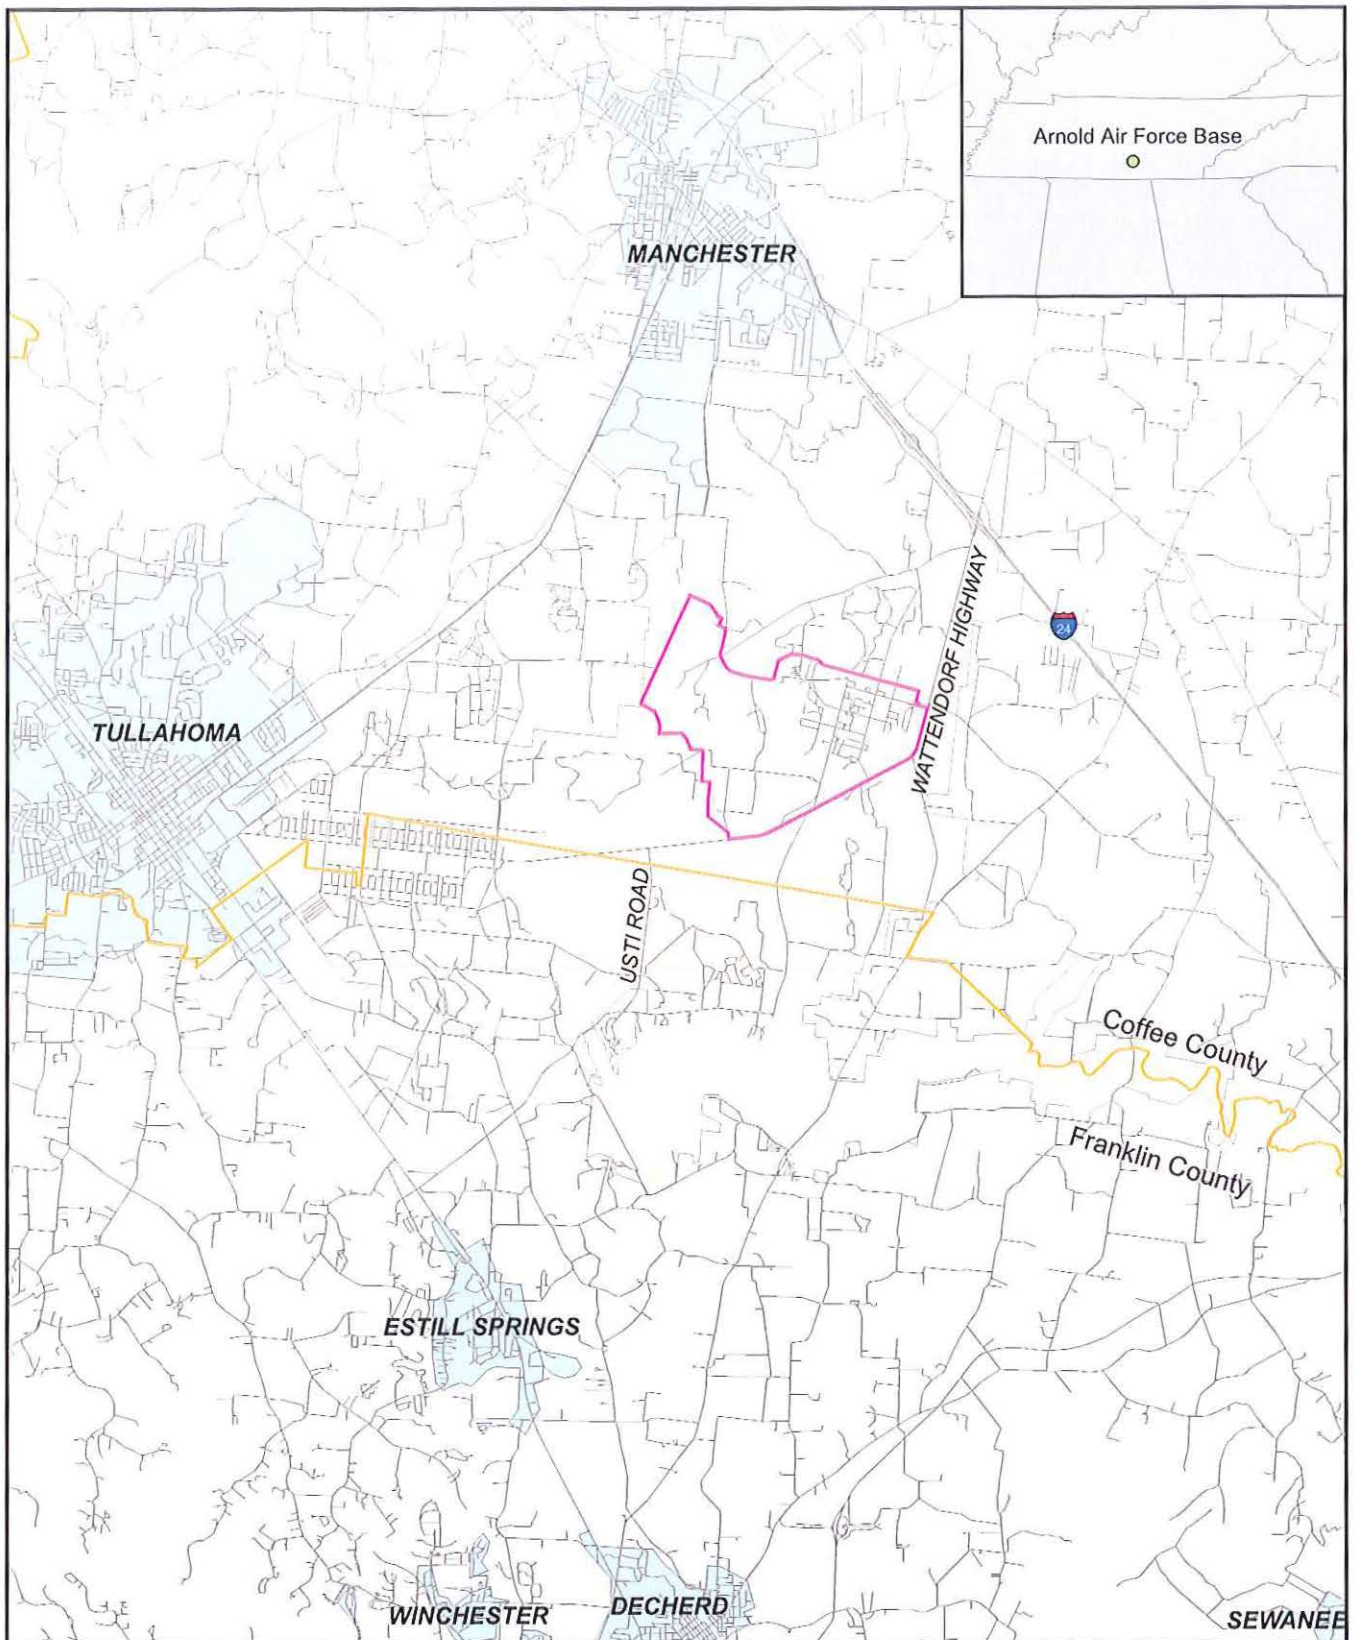 Arnold Air Force Base
MANCHESTER
WATTENDORF HIGHWAY
24
TULLAHOMA
USTI ROAD
Coffee County
Franklin County
ESTILL SPRINGS
WINCHESTER
DECHERD
SEWANEE